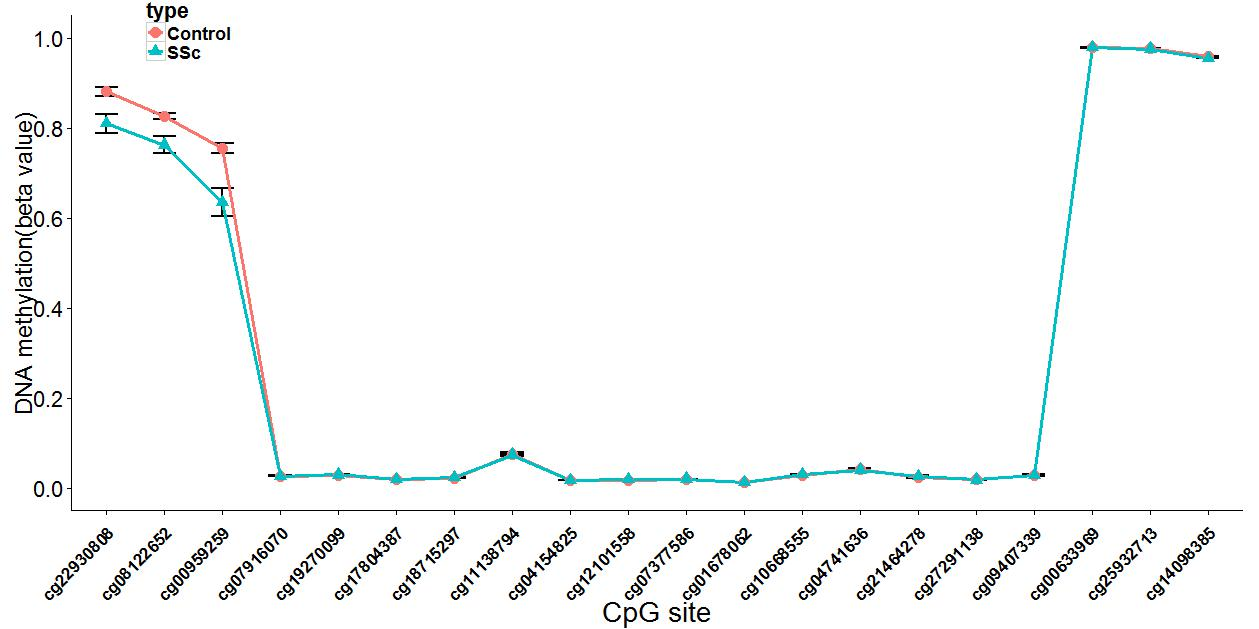 type
Control
SSc
DNA methylation(beta value)
1.0
0.8
0.6
0.4
0.2
0.0
cg22930808
cg08122652
cg00959259
cg07916070
cg19270099
cg17804387
cg18715297
cg11138794
cg04154825
cg12101558
cg07377586
cg01678062
cg10668555
cg04741636
cg21464278
cg27291138
cg09407339
cg00633969
cg25932713
cg14098385
CpG site